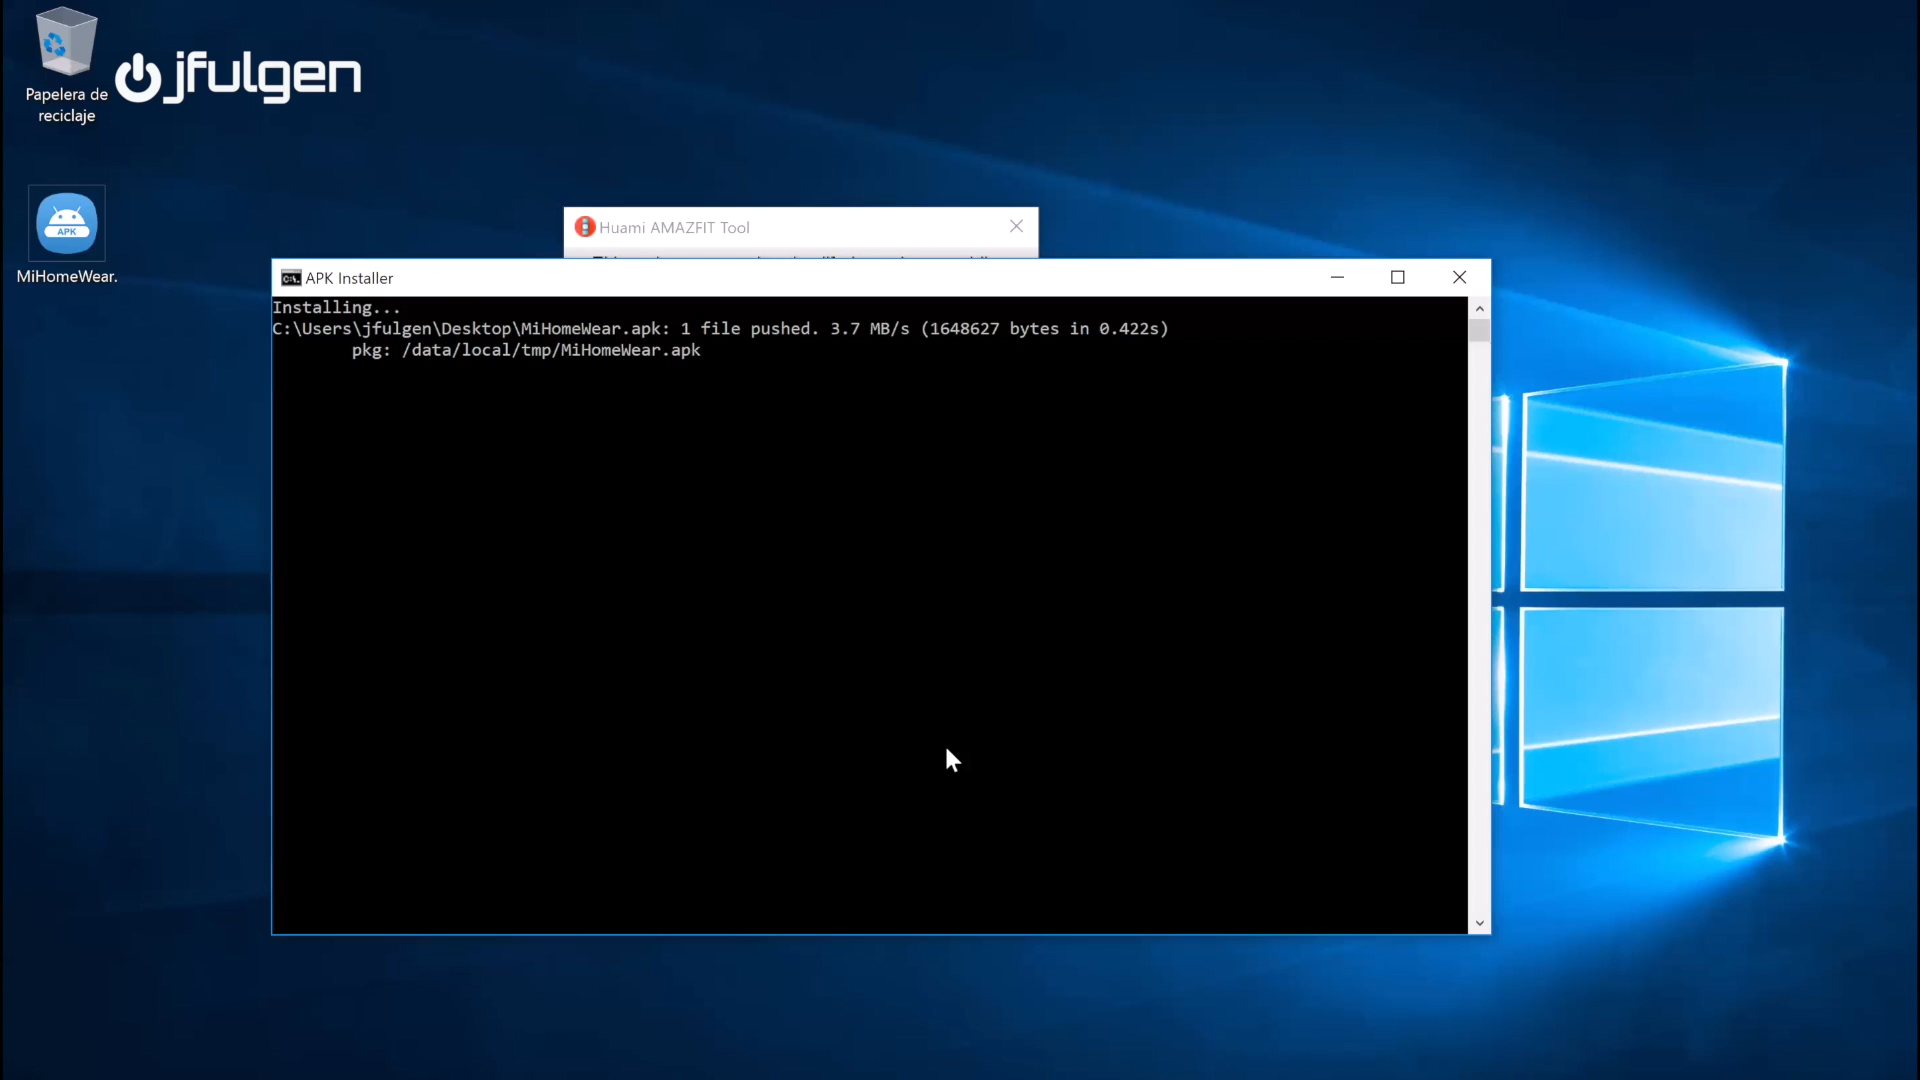 jfulgen
Papelera de
reciclaje
APK
MiHomeWear.
Huami AMAZFIT Tool
APK Installer
Installing...
C:\Users\jfulgen\Desktop\MiHomeWear.apk: 1 file pushed. 3.7 MB/s (1648627 bytes in 0.422s)
pkg: /data/local/tmp/MiHomeWear.apk